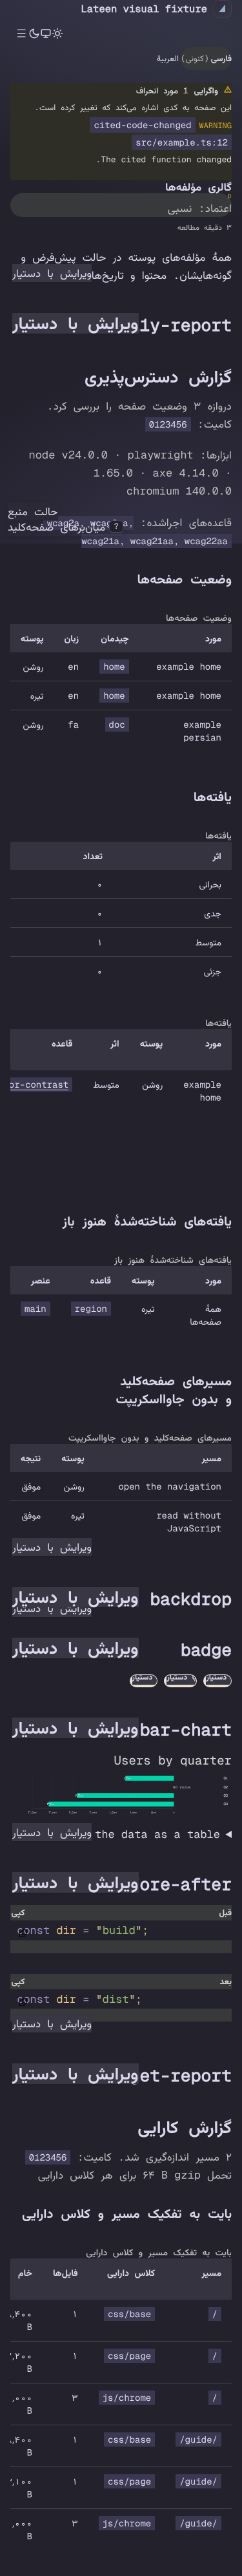 Lateen visual fixture
فارسی (کنونی) العربية
⚠ واگرایی 1 مورد انحراف
این صفحه به کدی اشاره می‌کند که تغییر کرده است.
WARNING cited-code-changed
src/example.ts:12
The cited function changed.
گالری مؤلفه‌ها
اعتماد: نسبی
۳ دقیقه مطالعه
همهٔ مؤلفه‌های پوسته در حالت پیش‌فرض و
گونه‌هایشان. محتوا و تاریخ‌ها
ویرایش با دستیار
ویرایش با دستیار
گزارش دسترس‌پذیری
دروازه ۳ وضعیت صفحه را بررسی کرد.
کامیت: 0123456
ابزارها: node v24.0.0 · playwright
1.65.0 · axe 4.14.0 ·
chromium 140.0.0
حالت منبع
قاعده‌های اجراشده: wcag2a,
? میان‌برهای صفحه‌کلید
wcag21a, wcag21aa, wcag22aa
وضعیت صفحه‌ها
وضعیت صفحه‌ها
مورد چیدمان زبان پوسته
example home home en روشن
example home home en تیره
example persian doc fa روشن
یافته‌ها
یافته‌ها
اثر تعداد
بحرانی ۰
جدی ۰
متوسط ۱
جزئی ۰
یافته‌ها
مورد پوسته اثر قاعده
example home روشن متوسط or-contrast
یافته‌های شناخته‌شدهٔ هنوز باز
یافته‌های شناخته‌شدهٔ هنوز باز
مورد پوسته قاعده عنصر
همهٔ صفحه‌ها تیره region main
مسیرهای صفحه‌کلید
و بدون جاوااسکریپت
مسیرهای صفحه‌کلید و بدون جاوااسکریپت
مسیر پوسته نتیجه
open the navigation روشن موفق
read without JavaScript تیره موفق
ویرایش با دستیار
backdrop ویرایش با دستیار
ویرایش با دستیار
badge ویرایش با دستیار
bar-chart ویرایش با دستیار
Users by quarter
the data as a table
ویرایش با دستیار
ore-after ویرایش با دستیار
قبل کپی
const dir = "build";
بعد کپی
const dir = "dist";
ویرایش با دستیار
et-report ویرایش با دستیار
گزارش کارایی
۲ مسیر اندازه‌گیری شد. کامیت: 0123456
تحمل ۶۴ B gzip برای هر کلاس دارایی
بایت به تفکیک مسیر و کلاس دارایی
بایت به تفکیک مسیر و کلاس دارایی
مسیر کلاس دارایی فایل‌ها خام
/ css/base ۱
/ css/page ۱
/ js/chrome ۳
/guide/ css/base ۱
/guide/ css/page ۱
/guide/ js/chrome ۳